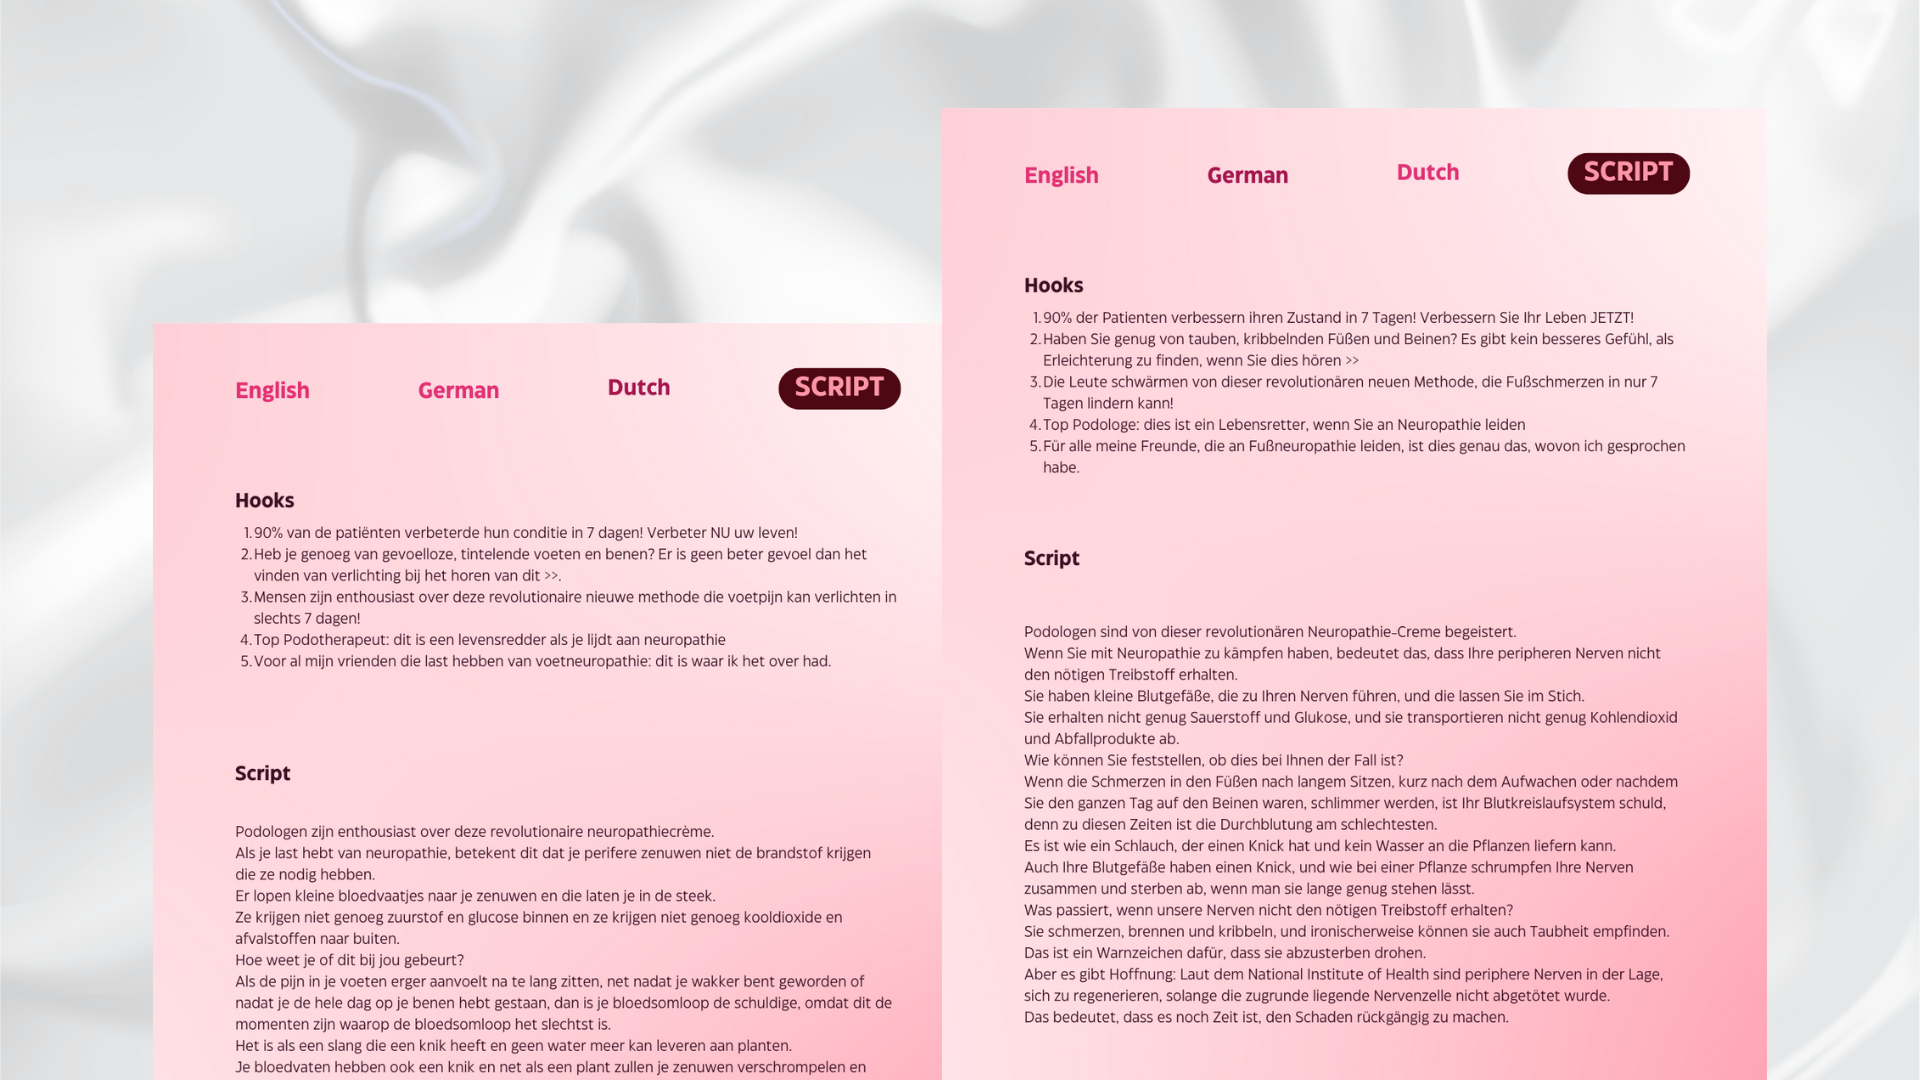 English German Dutch SCRIPT
Hooks
1. 90% van de patiënten verbeterde hun conditie in 7 dagen! Verbeter NU uw leven!
2. Heb je genoeg van gevoelloze, tintelende voeten en benen? Er is geen beter gevoel dan het
vinden van verlichting bij het horen van dit >>.
3. Mensen zijn enthousiast over deze revolutionaire nieuwe methode die voetpijn kan verlichten in
slechts 7 dagen!
4. Top Podotherapeut: dit is een levensredder als je lijdt aan neuropathie
5. Voor al mijn vrienden die last hebben van voetneuropathie: dit is waar ik het over had.
Script
Podologen zijn enthousiast over deze revolutionaire neuropathiecrème.
Als je last hebt van neuropathie, betekent dit dat je perifere zenuwen niet de brandstof krijgen
die ze nodig hebben.
Er lopen kleine bloedvaatjes naar je zenuwen en die laten je in de steek.
Ze krijgen niet genoeg zuurstof en glucose binnen en ze krijgen niet genoeg kooldioxide en
afvalstoffen naar buiten.
Hoe weet je of dit bij jou gebeurt?
Als de pijn in je voeten erger aanvoelt na te lang zitten, net nadat je wakker bent geworden of
nadat je de hele dag op je benen hebt gestaan, dan is je bloedsomloop de schuldige, omdat dit de
momenten zijn waarop de bloedsomloop het slechtst is.
Het is als een slang die een knik heeft en geen water meer kan leveren aan planten.
Je bloedvaten hebben ook een knik en net als een plant zullen je zenuwen verschrompelen en
English German Dutch SCRIPT
Hooks
1. 90% der Patienten verbessern ihren Zustand in 7 Tagen! Verbessern Sie Ihr Leben JETZT!
2. Haben Sie genug von tauben, kribbelnden Füßen und Beinen? Es gibt kein besseres Gefühl, als
Erleichterung zu finden, wenn Sie dies hören >>
3. Die Leute schwärmen von dieser revolutionären neuen Methode, die Fußschmerzen in nur 7
Tagen lindern kann!
4. Top Podologe: dies ist ein Lebensretter, wenn Sie an Neuropathie leiden
5. Für alle meine Freunde, die an Fußneuropathie leiden, ist dies genau das, wovon ich gesprochen
habe.
Script
Podologen sind von dieser revolutionären Neuropathie-Creme begeistert.
Wenn Sie mit Neuropathie zu kämpfen haben, bedeutet das, dass Ihre peripheren Nerven nicht
den nötigen Treibstoff erhalten.
Sie haben kleine Blutgefäße, die zu Ihren Nerven führen, und die lassen Sie im Stich.
Sie erhalten nicht genug Sauerstoff und Glukose, und sie transportieren nicht genug Kohlendioxid
und Abfallprodukte ab.
Wie können Sie feststellen, ob dies bei Ihnen der Fall ist?
Wenn die Schmerzen in den Füßen nach langem Sitzen, kurz nach dem Aufwachen oder nachdem
Sie den ganzen Tag auf den Beinen waren, schlimmer werden, ist Ihr Blutkreislaufsystem schuld,
denn zu diesen Zeiten ist die Durchblutung am schlechtesten.
Es ist wie ein Schlauch, der einen Knick hat und kein Wasser an die Pflanzen liefern kann.
Auch Ihre Blutgefäße haben einen Knick, und wie bei einer Pflanze schrumpfen Ihre Nerven
zusammen und sterben ab, wenn man sie lange genug stehen lässt.
Was passiert, wenn unsere Nerven nicht den nötigen Treibstoff erhalten?
Sie schmerzen, brennen und kribbeln, und ironischerweise können sie auch Taubheit empfinden.
Das ist ein Warnzeichen dafür, dass sie abzusterben drohen.
Aber es gibt Hoffnung: Laut dem National Institute of Health sind periphere Nerven in der Lage,
sich zu regenerieren, solange die zugrunde liegende Nervenzelle nicht abgetötet wurde.
Das bedeutet, dass es noch Zeit ist, den Schaden rückgängig zu machen.